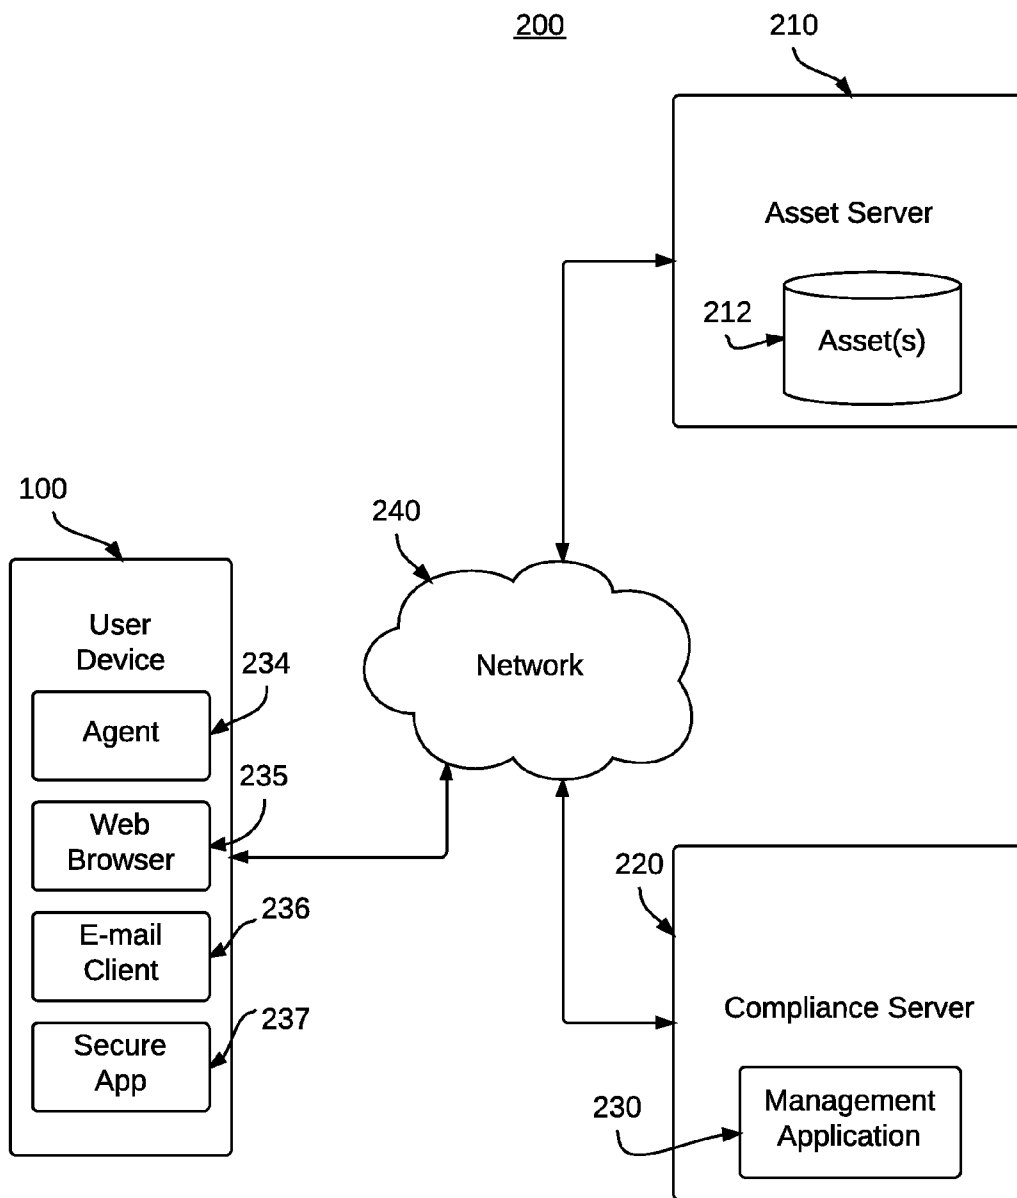 200
210
Asset Server
212
Asset(s)
100
240
User
Device
Network
234
Agent
235
Web
Browser
236
E-mail
Client
237
Secure
App
220
Compliance Server
230
Management
Application